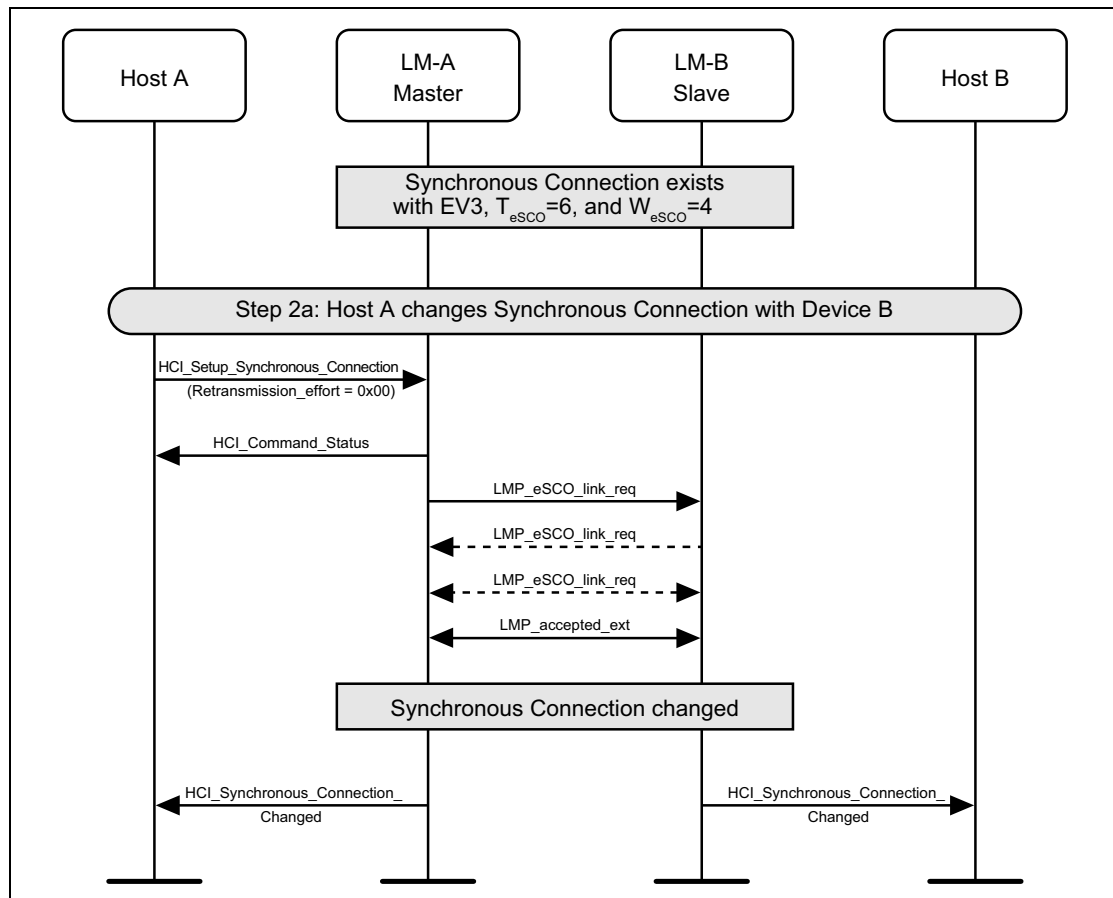 Host A
LM-A
Master
LM-B
Slave
Host B
Synchronous Connection exists
with EV3, TeSCO=6, and WeSCO=4
Step 2a: Host A changes Synchronous Connection with Device B
HCI_Setup_Synchronous_Connection
(Retransmission_effort = 0x00)
HCI_Command_Status
LMP_eSCO_link_req
LMP_eSCO_link_req
LMP_eSCO_link_req
LMP_accepted_ext
Synchronous Connection changed
HCI_Synchronous_Connection_
Changed
HCI_Synchronous_Connection_
Changed